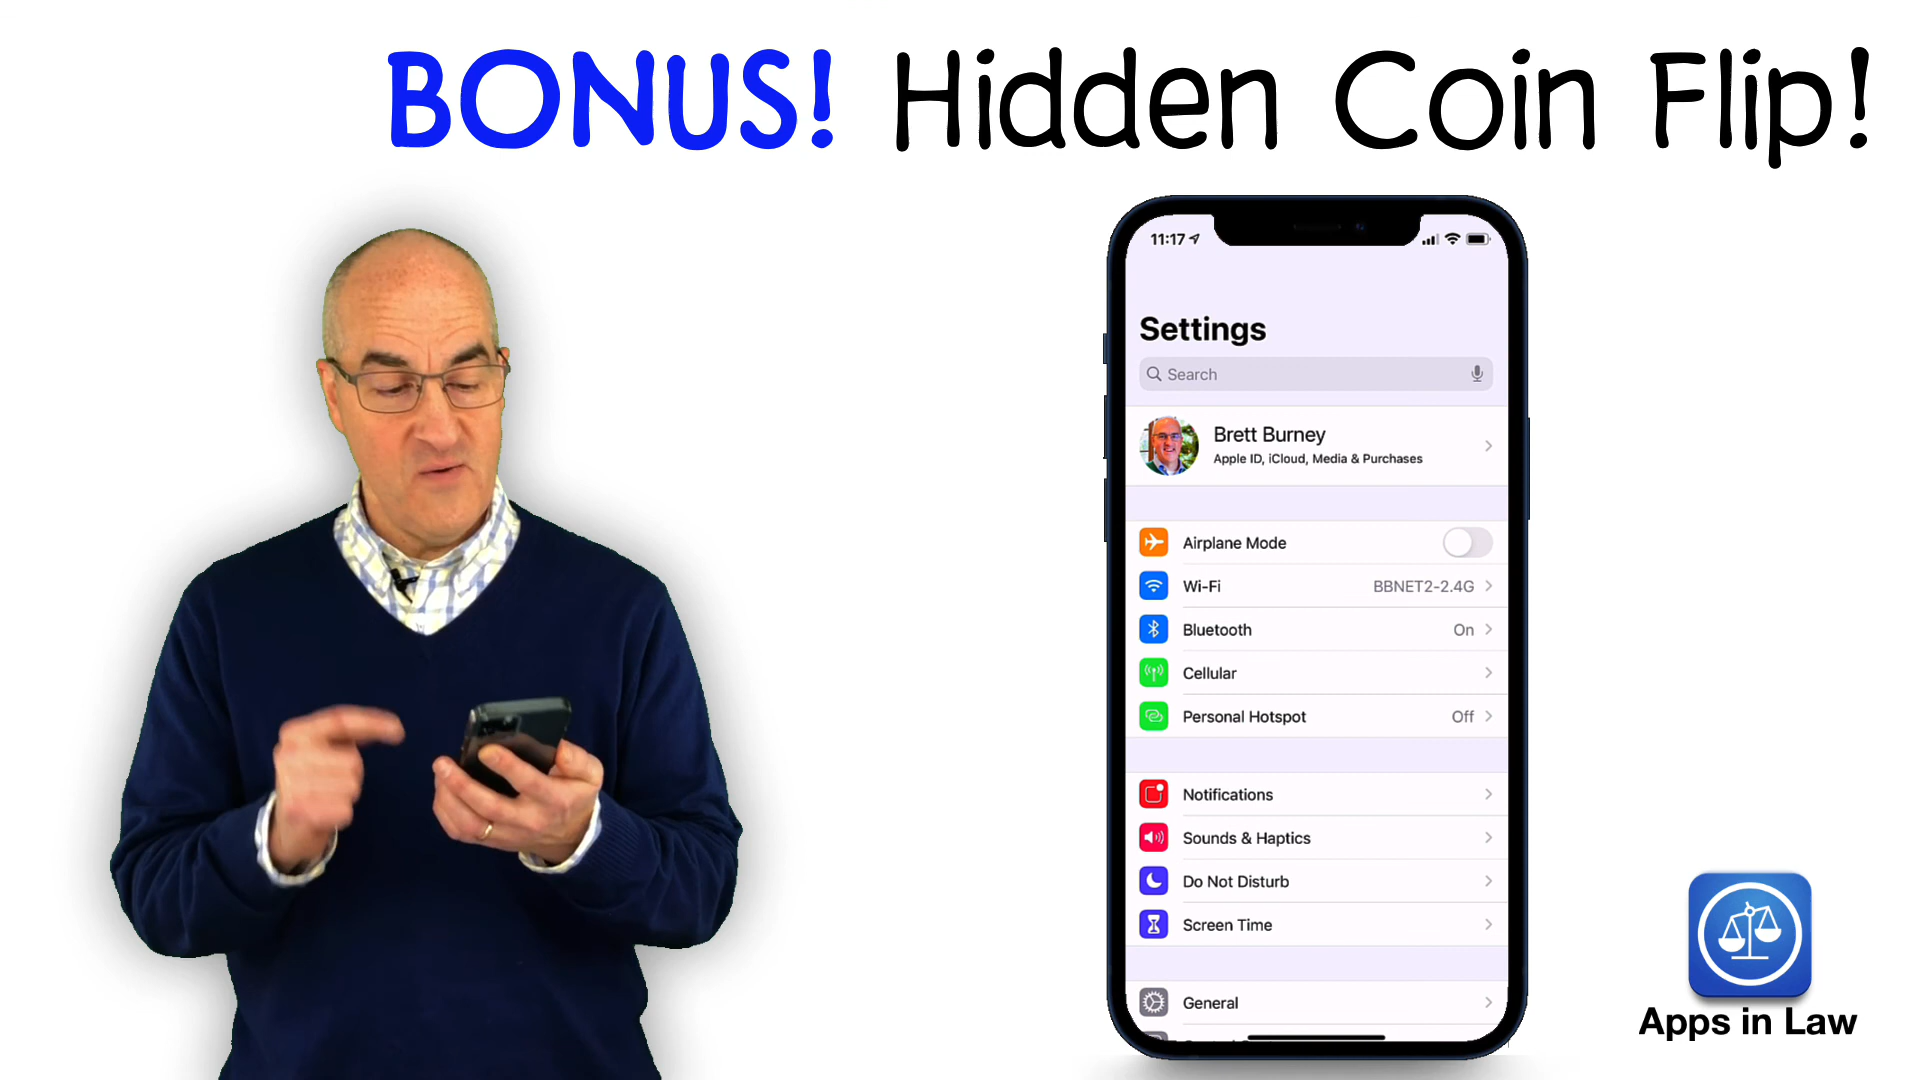 BONUS! Hidden Coin Flip!
11:17
Settings
Search
Brett Burney
Apple ID, iCloud, Media & Purchases
Airplane Mode
Wi-Fi BBNET2-2.4G
Bluetooth On
Cellular
Personal Hotspot Off
Notifications
Sounds & Haptics
Do Not Disturb
Screen Time
General
Apps in Law